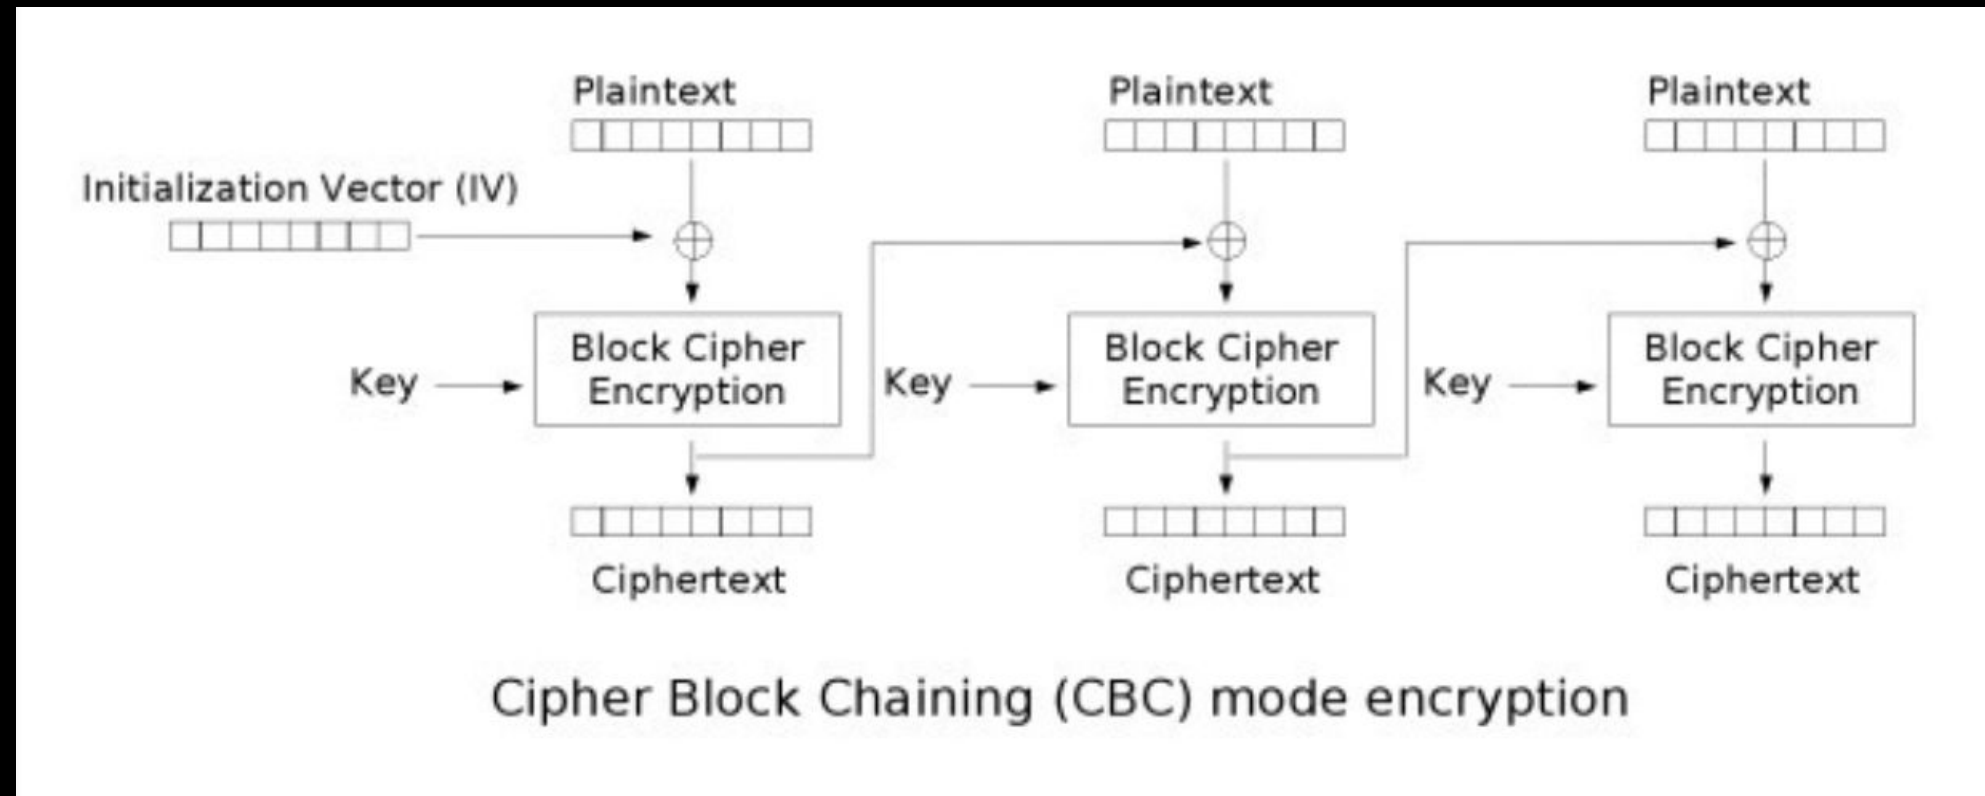 Plaintext
Plaintext
Plaintext
Initialization Vector (IV)
Block Cipher
Encryption
Block Cipher
Encryption
Block Cipher
Encryption
Key
Key
Key
Ciphertext
Ciphertext
Ciphertext
Cipher Block Chaining (CBC) mode encryption